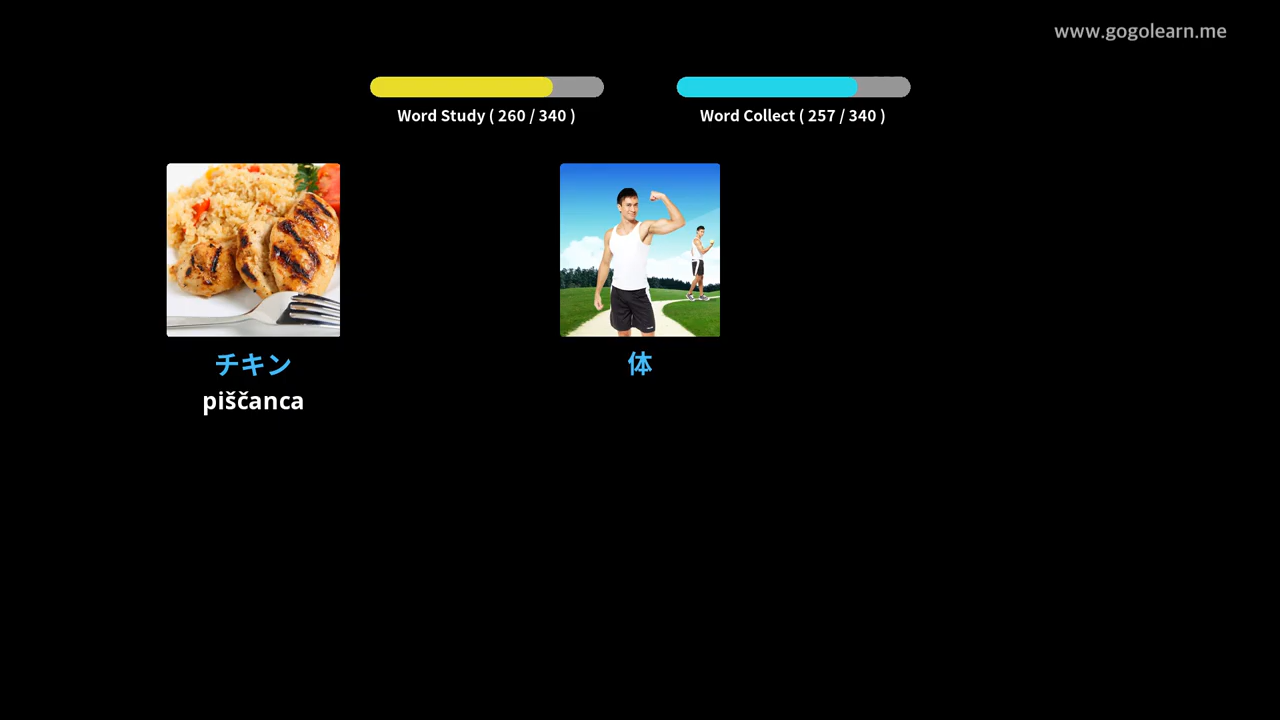 www.gogolearn.me
Word Study ( 260 / 340 )
Word Collect ( 257 / 340 )
チキン
piščanca
体